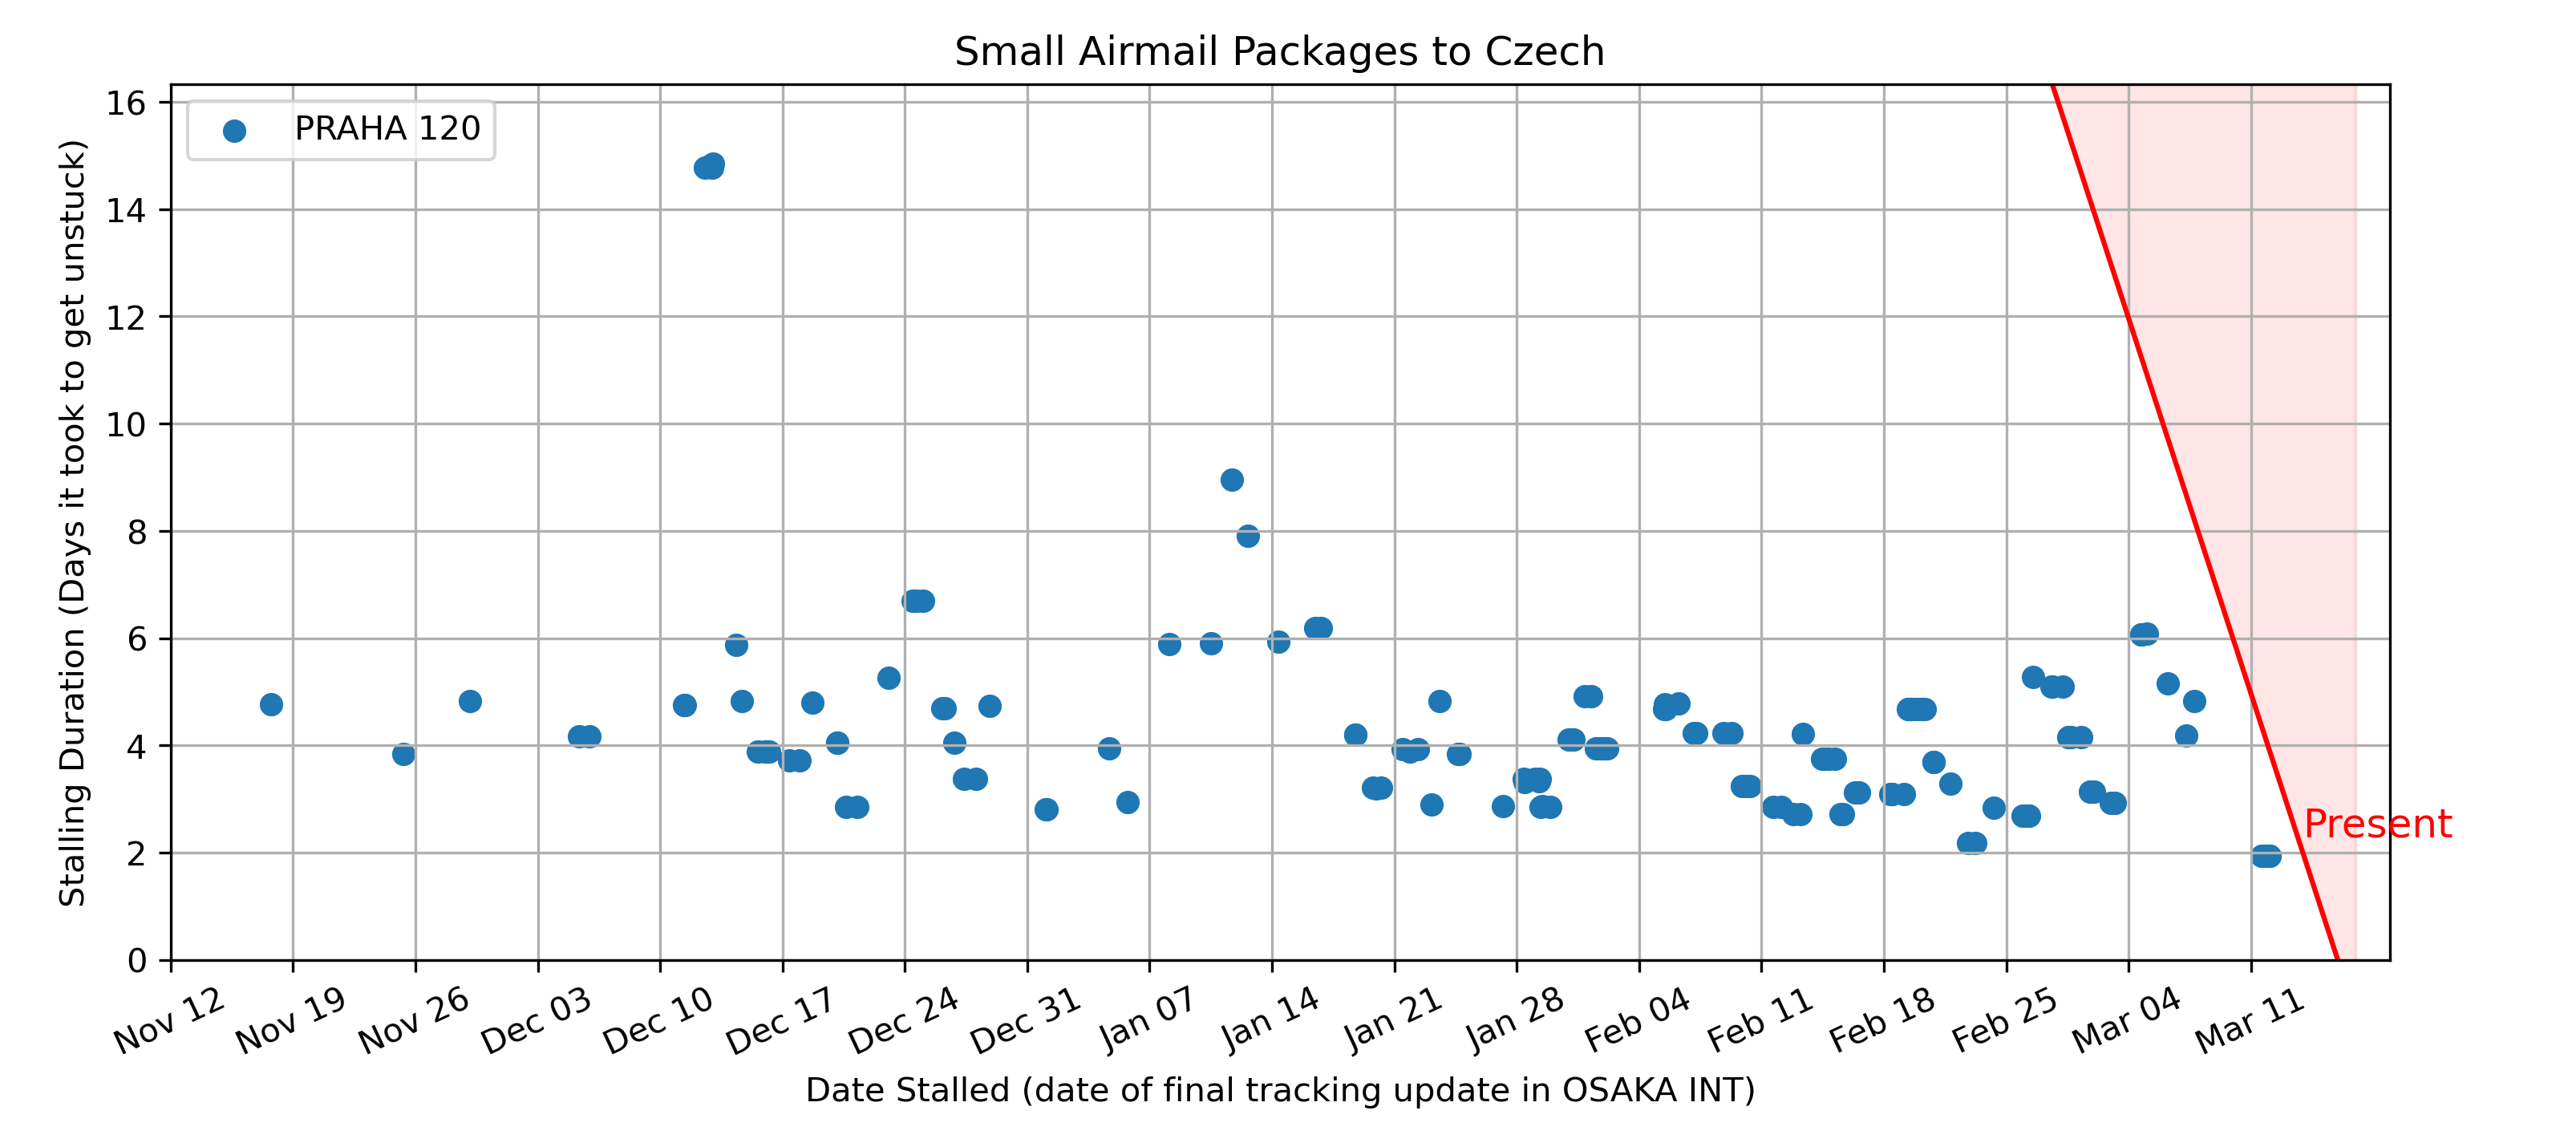 Small Airmail Packages to Czech
PRAHA 120
Stalling Duration (Days it took to get unstuck)
16
14
12
10
8
6
4
2
0
Present
Nov 12
Nov 19
Nov 26
Dec 03
Dec 10
Dec 17
Dec 24
Dec 31
Jan 07
Jan 14
Jan 21
Jan 28
Feb 04
Feb 11
Feb 18
Feb 25
Mar 04
Mar 11
Date Stalled (date of final tracking update in OSAKA INT)